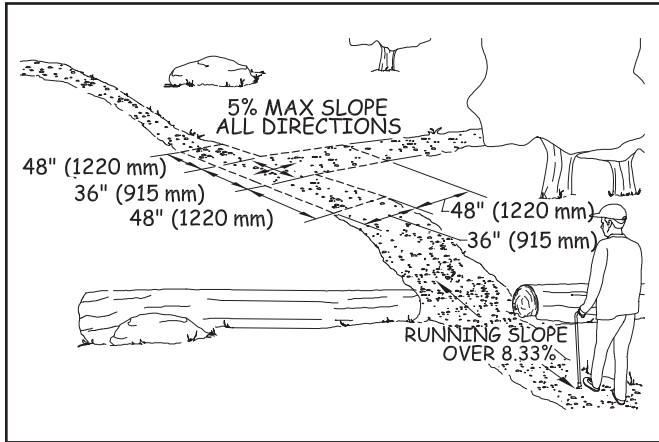 5% MAX SLOPE
ALL DIRECTIONS
48" (1220 mm)
36" (915 mm)
48" (1220 mm)
48" (1220 mm)
36" (915 mm)
RUNNING SLOPE
OVER 8.33%